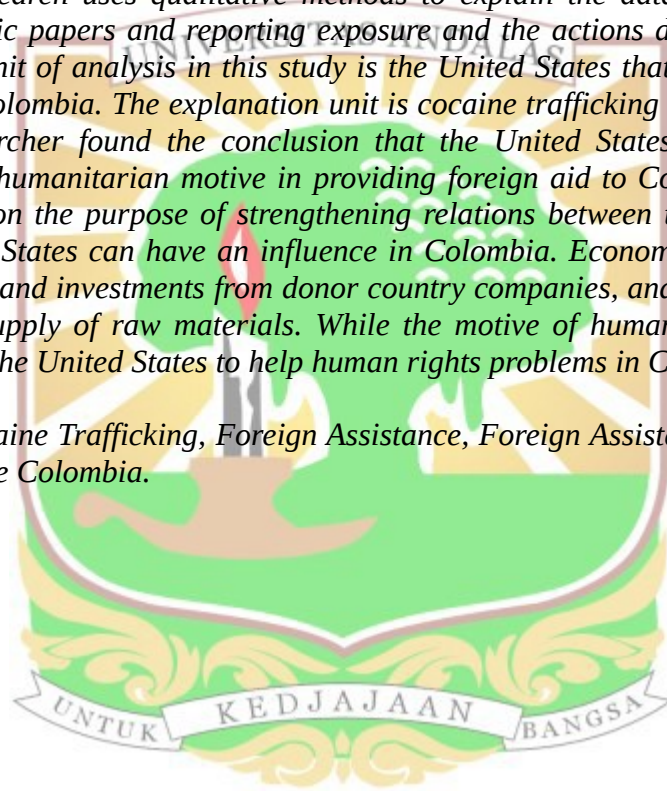 earch uses qualitative methods to explain the data
ic papers and reporting exposure and the actions a
UNIVERSITAS ANDALAS
nit of analysis in this study is the United States that
olombia. The explanation unit is cocaine trafficking
rcher found the conclusion that the United States
humanitarian motive in providing foreign aid to Co
on the purpose of strengthening relations between t
States can have an influence in Colombia. Econom
and investments from donor country companies, and
upply of raw materials. While the motive of human
he United States to help human rights problems in C
aine Trafficking, Foreign Assistance, Foreign Assist
e Colombia.
UNTUK KEDJAJAAN BANGSA